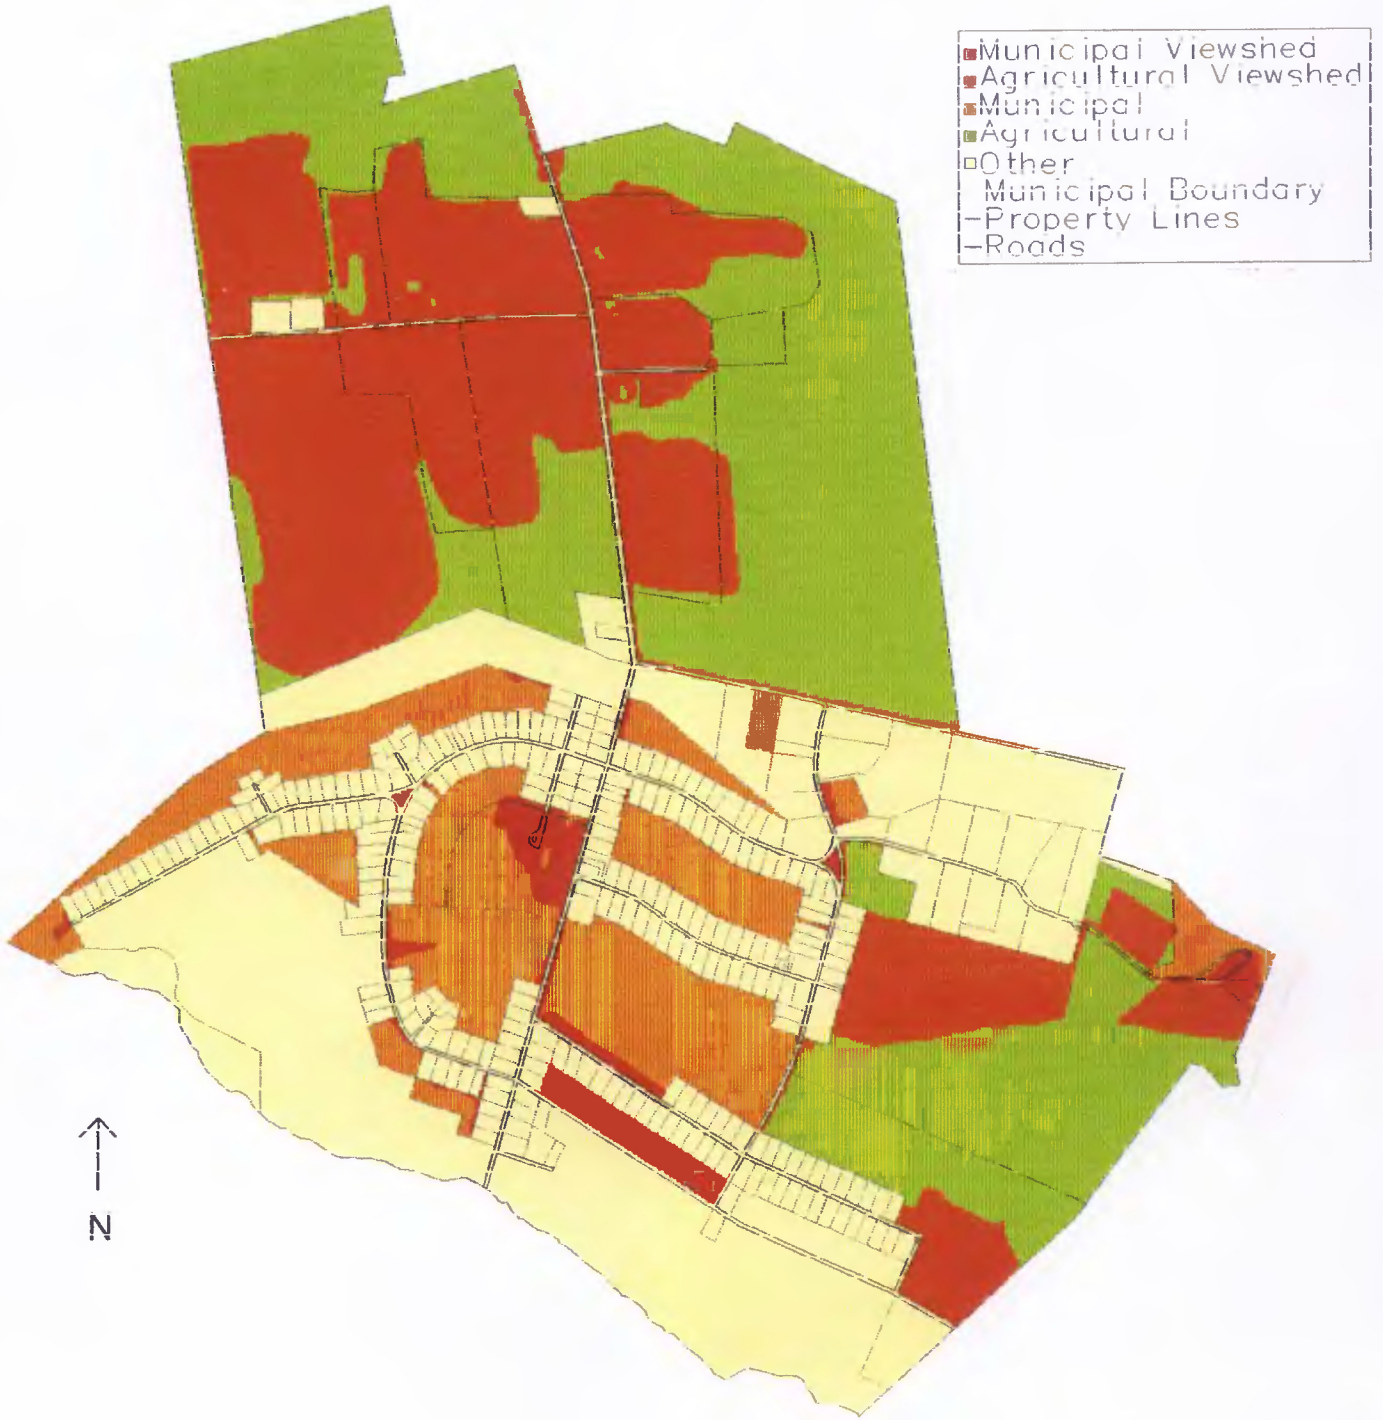 Municipal Viewshed
Agricultural Viewshed
Municipal
Agricultural
Other
Municipal Boundary
Property Lines
Roads
N